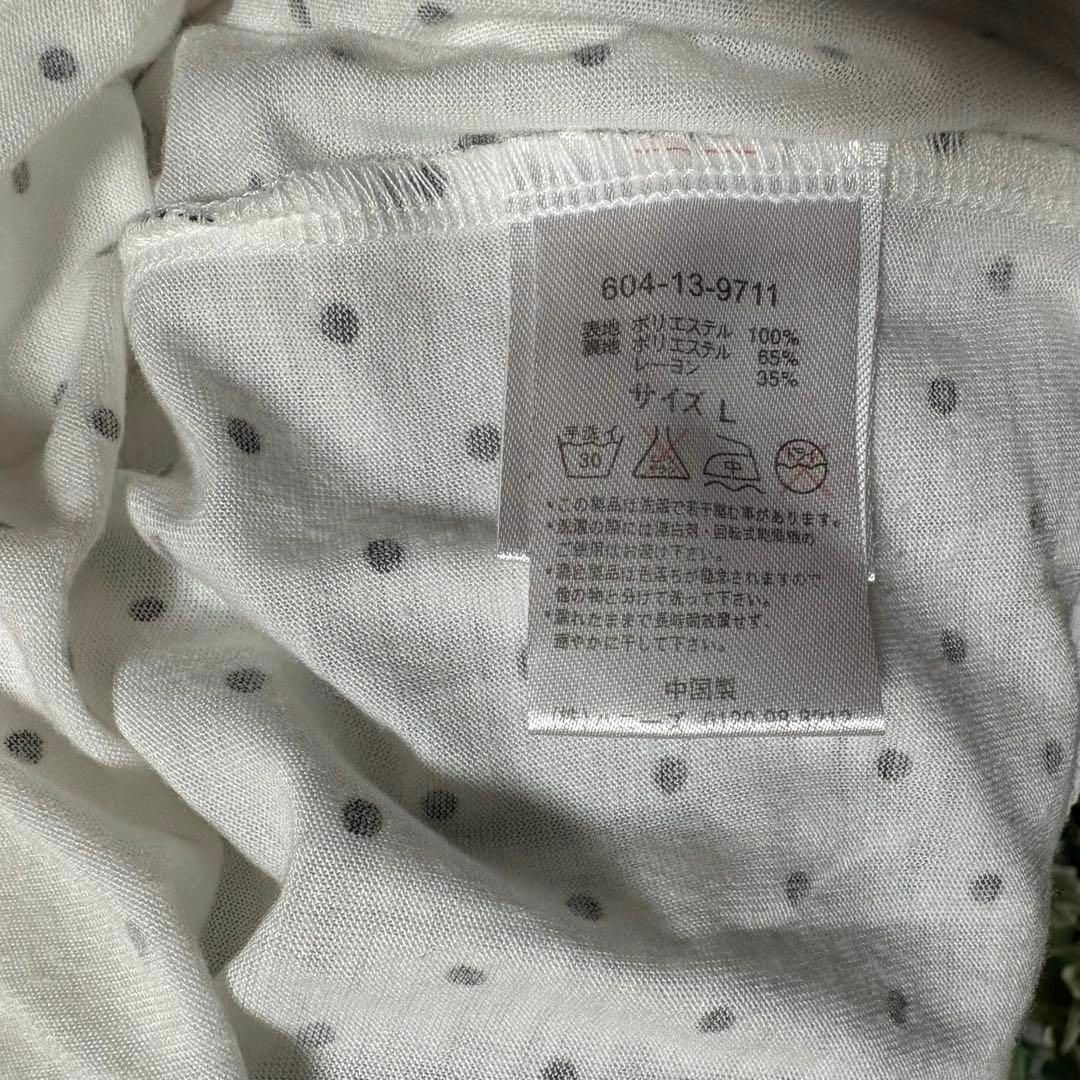 604-13-9711
表地 ポリエステル 100%
裏地 ポリエステル 65%
レーヨン 35%
サイズ L
手洗イ
30
中
ドライ
*この製品は洗濯で若干縮む事があります。
*洗濯の際には漂白剤・回転式乾燥機の
ご使用はお避け下さい。
*濃色製品は色落ちが懸念されますので
他の物と分けて洗って下さい。
*濡れたままで長時間放置せず、
速やかに干して下さい。
中国製